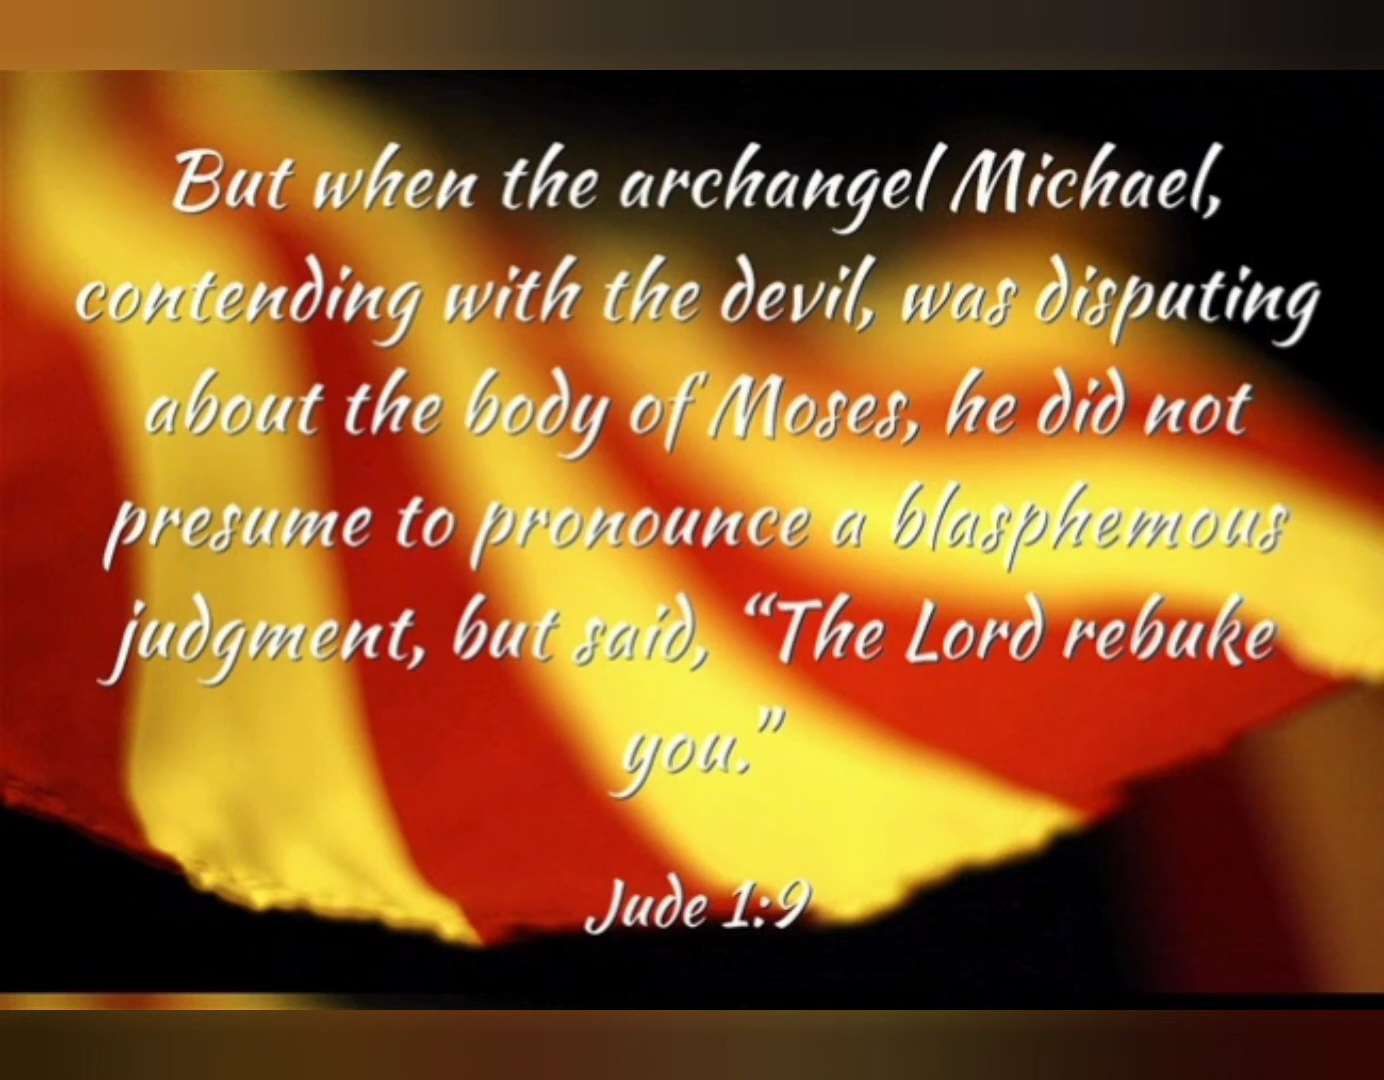 But when the archangel Michael,
contending with the devil, was disputing
about the body of Moses, he did not
presume to pronounce a blasphemous
judgment, but said, “The Lord rebuke
you.”
Jude 1:9